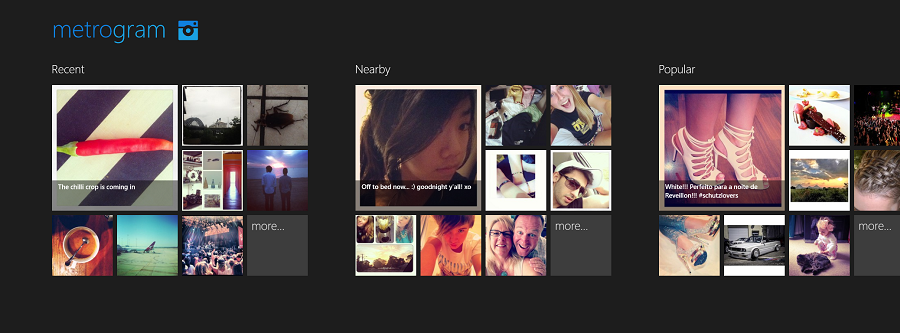 metrogram
Recent
Nearby
Popular
The chilli crop is coming in
Off to bed now... :) goodnight y'all! xo
White!!! Perfeito para a noite de
Reveillon!!! #schutzlovers
more...
more...